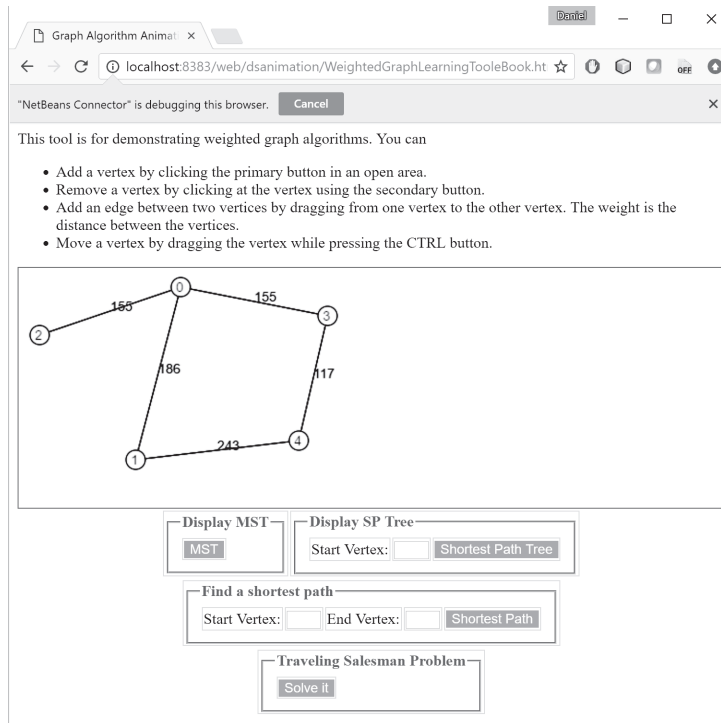 Daniel
Graph Algorithm Animati
localhost:8383/web/dsanimation/WeightedGraphLearningTooleBook.ht
OFF
"NetBeans Connector" is debugging this browser. Cancel
This tool is for demonstrating weighted graph algorithms. You can
• Add a vertex by clicking the primary button in an open area.
• Remove a vertex by clicking at the vertex using the secondary button.
• Add an edge between two vertices by dragging from one vertex to the other vertex. The weight is the
distance between the vertices.
• Move a vertex by dragging the vertex while pressing the CTRL button.
0
155
155
3
2
186
117
243
4
1
Display MST
MST
Display SP Tree
Start Vertex: Shortest Path Tree
Find a shortest path
Start Vertex: End Vertex: Shortest Path
Traveling Salesman Problem
Solve it